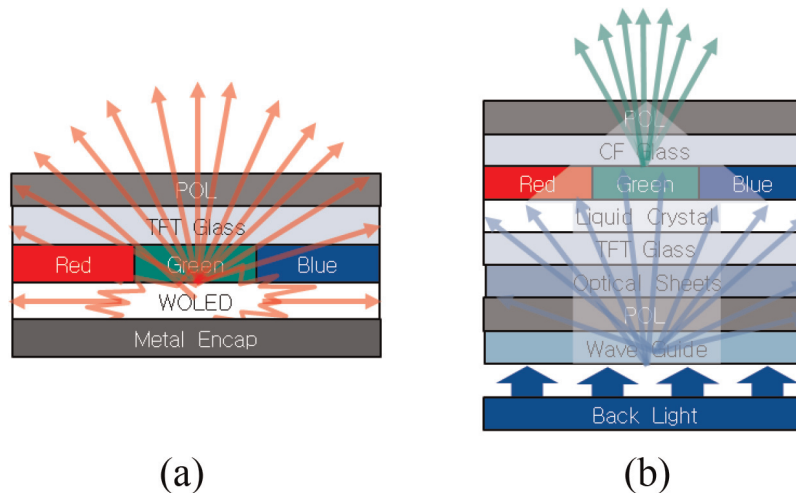 POL
TFT Glass
Red Green Blue
WOLED
Metal Encap
(a)
POL
CF Glass
Red Green Blue
Liquid Crystal
TFT Glass
Optical Sheets
POL
Wave Guide
Back Light
(b)